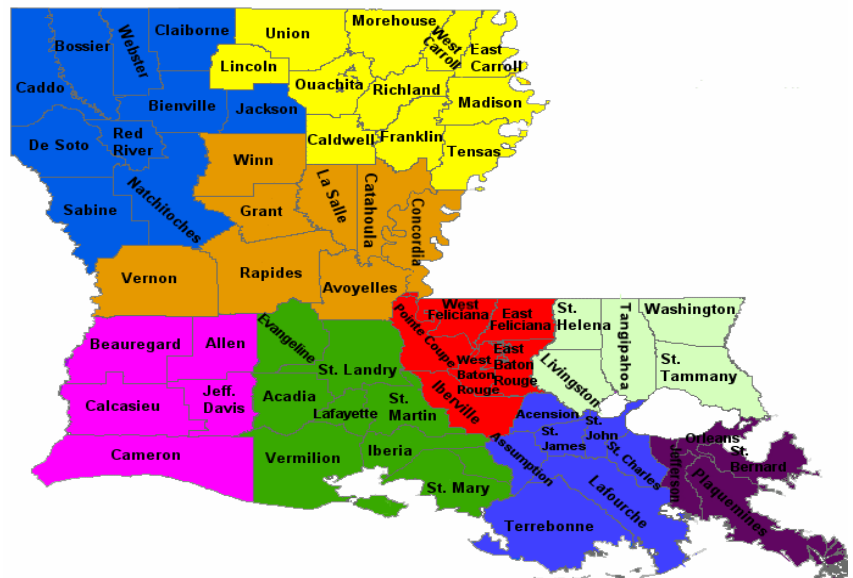 Claiborne
Union
Morehouse
West
Carroll
East
Carroll
Bossier
Webster
Caddo
Lincoln
Ouachita
Richland
Madison
Bienville
Jackson
De Soto
Red
River
Caldwell
Franklin
Tensas
Winn
Natchitoches
Sabine
Grant
La Salle
Catahoula
Concordia
Vernon
Rapides
Avoyelles
Beauregard
Allen
Evangeline
St. Landry
Pointe Coupe
West
Feliciana
East
Feliciana
St.
Helena
Tangipahoa
Washington
St.
Tammany
Livingston
West
Baton
Rouge
East
Baton
Rouge
Iberville
Calcasieu
Jeff.
Davis
Acadia
Lafayette
St.
Martin
Cameron
Vermilion
Iberia
St. Mary
Acension
Assumption
St.
James
St.
John
St. Charles
Lafourche
Terrebonne
Orleans
St.
Bernard
Jefferson
Plaquemines